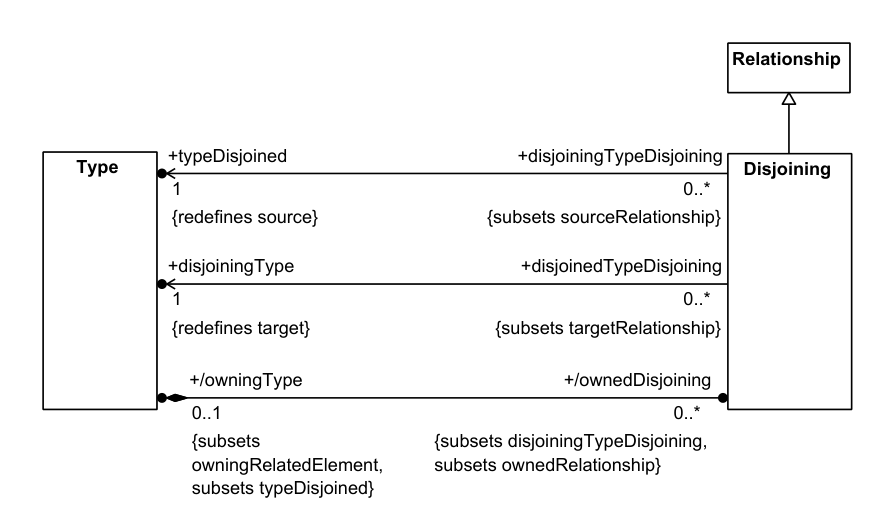 Relationship
+typeDisjoined
+disjoiningTypeDisjoining
Type
Disjoining
1
0..*
{redefines source}
{subsets sourceRelationship}
+disjoiningType
+disjoinedTypeDisjoining
1
0..*
{redefines target}
{subsets targetRelationship}
+/owningType
+/ownedDisjoining
0..1
0..*
{subsets
owningRelatedElement,
subsets typeDisjoined}
{subsets disjoiningTypeDisjoining,
subsets ownedRelationship}